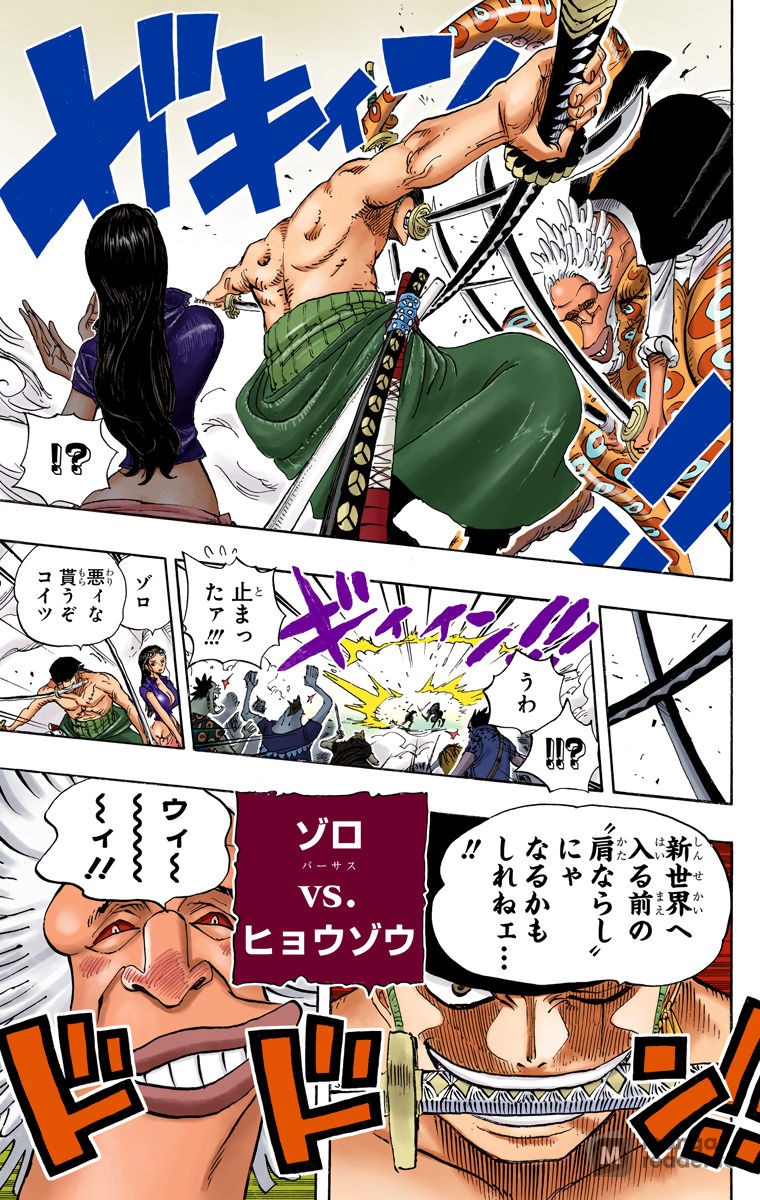 ガキィン
!!
!?
うわ
!!?
ギィイイン!!!
止まっ
たァ!!!
ゾロ
悪ィな
貰うぞ
コイツ
新世界へ
入る前の
〝肩ならし〟
にゃ
なるかも
しれねェ…
!!
ゾロ
VS.
ヒョウゾウ
ウィ〜
〜〜〜
〜ィ!!
ドドン!!
M